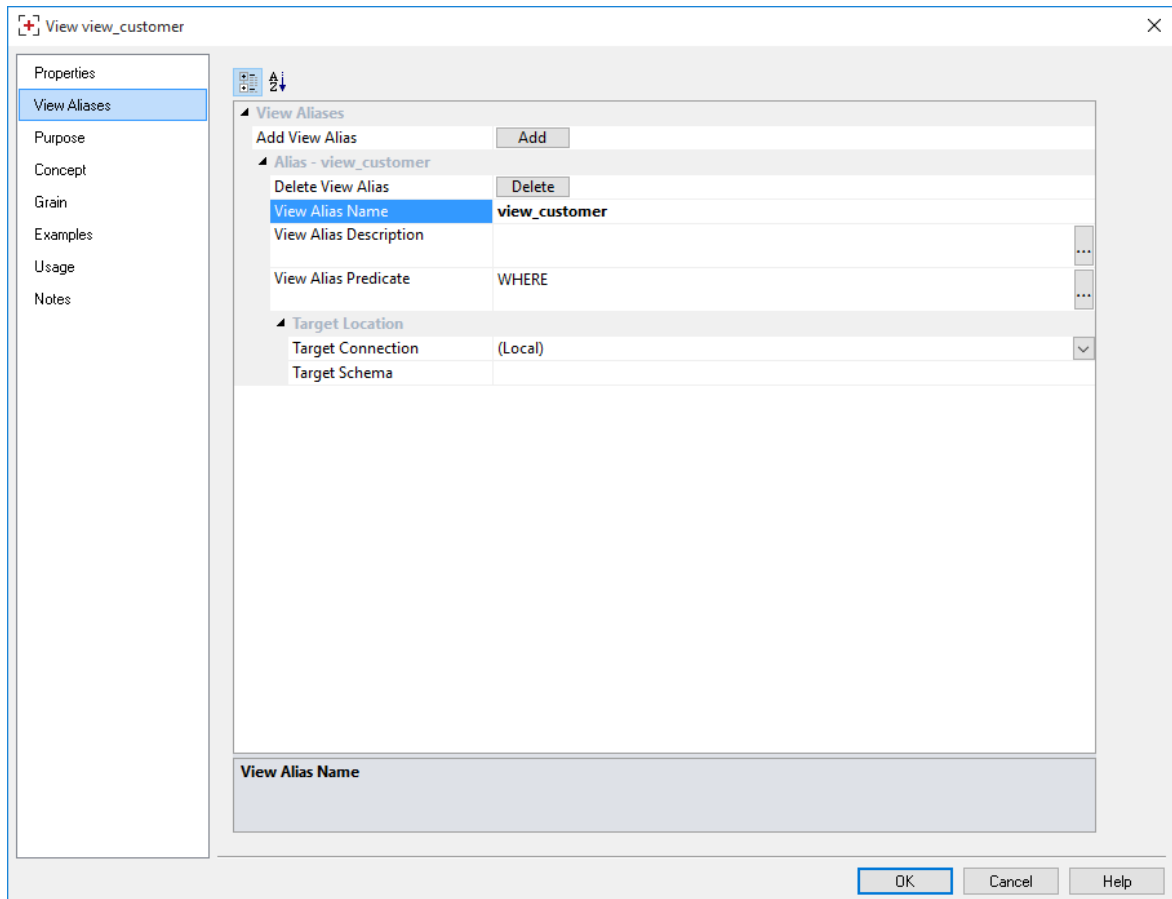 View view_customer
Properties
View Aliases
Purpose
Concept
Grain
Examples
Usage
Notes
View Aliases
Add View Alias Add
Alias - view_customer
Delete View Alias Delete
View Alias Name view_customer
View Alias Description ...
View Alias Predicate WHERE ...
Target Location
Target Connection (Local)
Target Schema
View Alias Name
OK Cancel Help